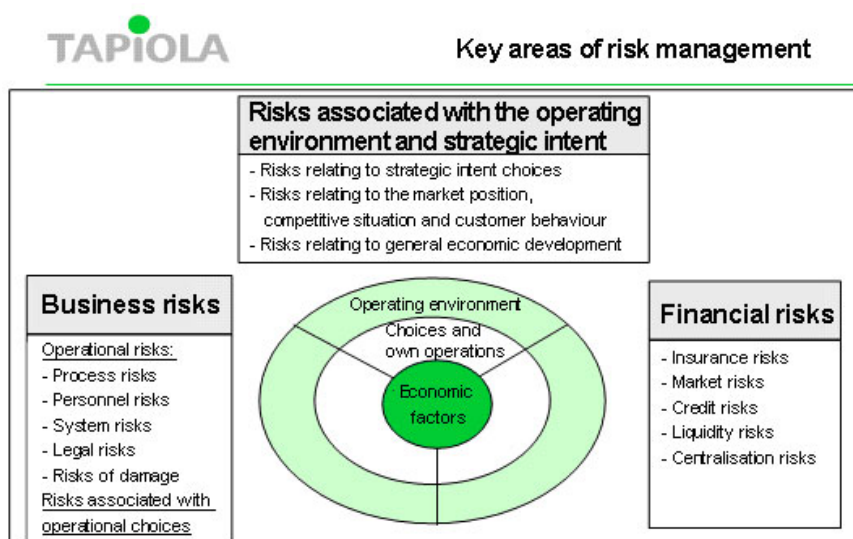 TAPIOLA
Key areas of risk management
Risks associated with the operating
environment and strategic intent
- Risks relating to strategic intent choices
- Risks relating to the market position,
competitive situation and customer behaviour
- Risks relating to general economic development
Business risks
Operational risks:
- Process risks
- Personnel risks
- System risks
- Legal risks
- Risks of damage
Risks associated with
operational choices
Operating environment
Choices and
own operations
Economic
factors
Financial risks
- Insurance risks
- Market risks
- Credit risks
- Liquidity risks
- Centralisation risks